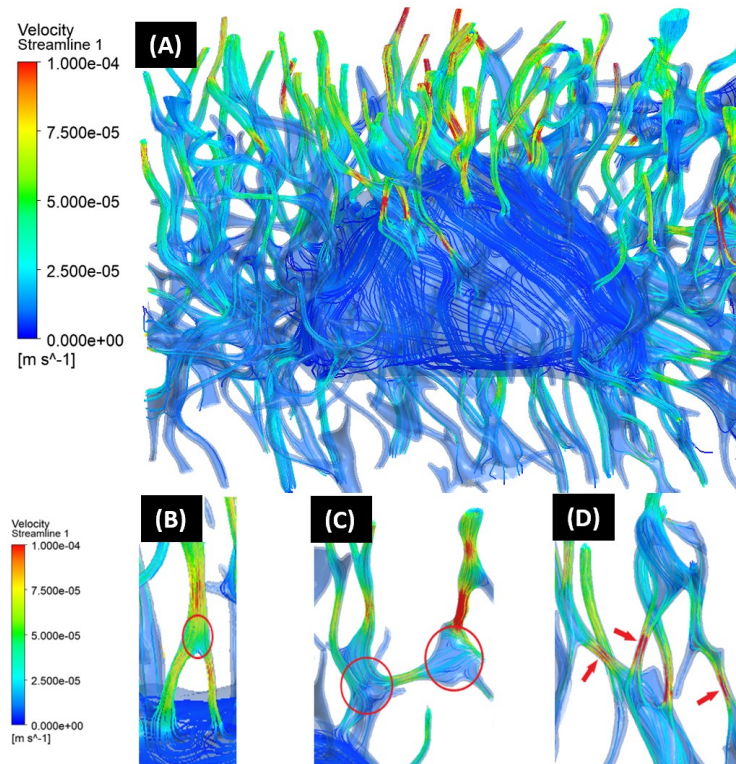 Velocity
Streamline 1
1.000e-04
7.500e-05
5.000e-05
2.500e-05
0.000e+00
[m s^-1]
(A)
Velocity
Streamline 1
1.000e-04
7.500e-05
5.000e-05
2.500e-05
0.000e+00
[m s^-1]
(B)
(C)
(D)